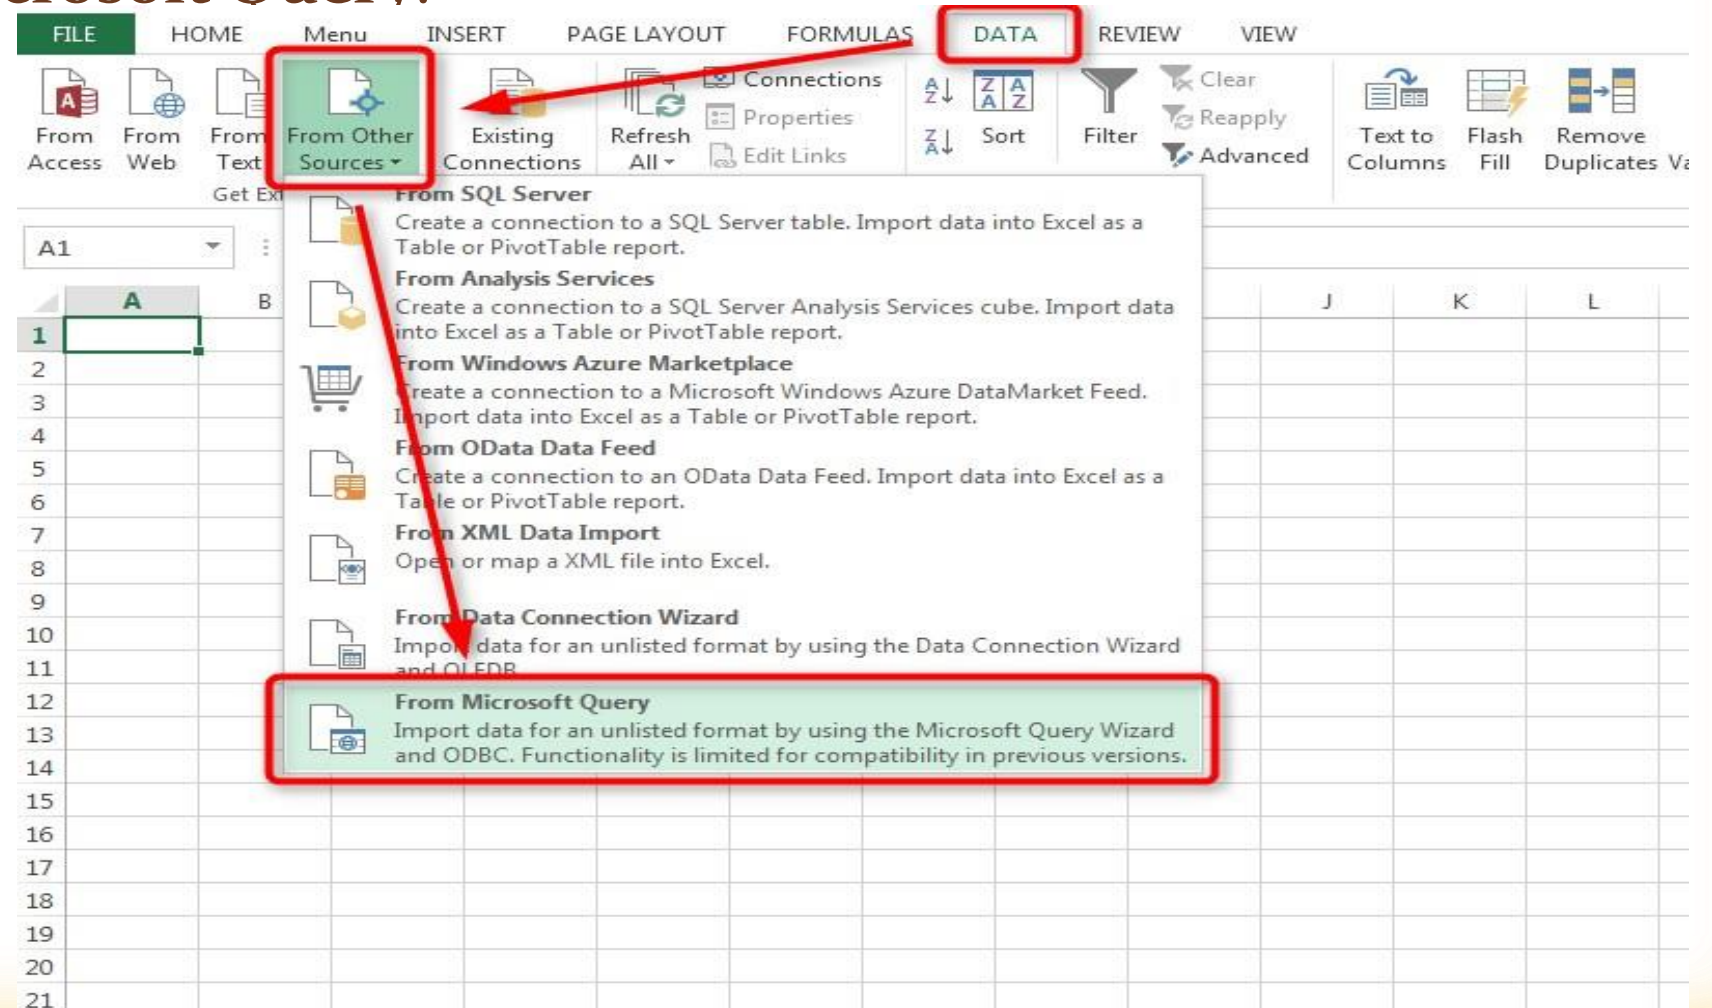 crosoft Query.
FILE HOME Menu INSERT PAGE LAYOUT FORMULAS DATA REVIEW VIEW
From Access
From Web
From Text
From Other Sources
Existing Connections
Refresh All
Connections
Properties
Edit Links
Sort
Filter
Clear
Reapply
Advanced
Text to Columns
Flash Fill
Remove Duplicates
Get
A1
From SQL Server
Create a connection to a SQL Server table. Import data into Excel as a
Table or PivotTable report.
From Analysis Services
Create a connection to a SQL Server Analysis Services cube. Import data
into Excel as a Table or PivotTable report.
From Windows Azure Marketplace
Create a connection to a Microsoft Windows Azure DataMarket Feed.
Import data into Excel as a Table or PivotTable report.
From OData Data Feed
Create a connection to an OData Data Feed. Import data into Excel as a
Table or PivotTable report.
From XML Data Import
Open or map a XML file into Excel.
From Data Connection Wizard
Import data for an unlisted format by using the Data Connection Wizard
and OLEDB.
From Microsoft Query
Import data for an unlisted format by using the Microsoft Query Wizard
and ODBC. Functionality is limited for compatibility in previous versions.
A B J K L
1
2
3
4
5
6
7
8
9
10
11
12
13
14
15
16
17
18
19
20
21